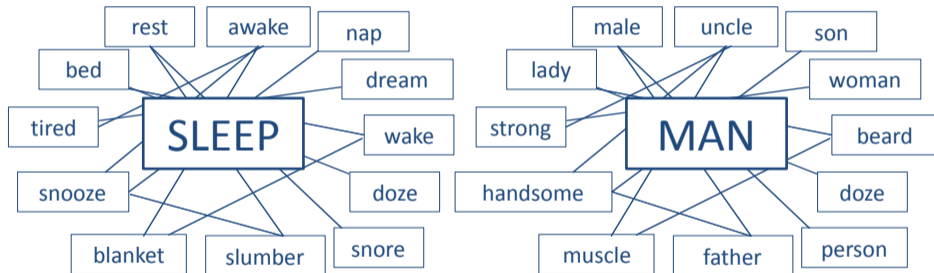 rest
awake
nap
bed
dream
tired
SLEEP
wake
snooze
doze
blanket
slumber
snore
male
uncle
son
lady
woman
strong
MAN
beard
handsome
doze
muscle
father
person